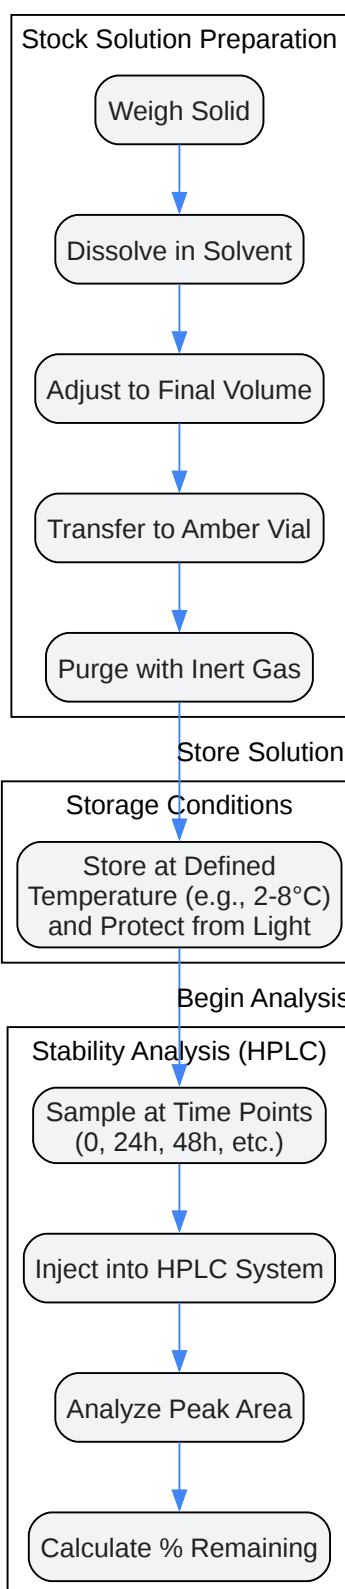 Stock Solution Preparation
Weigh Solid
Dissolve in Solvent
Adjust to Final Volume
Transfer to Amber Vial
Purge with Inert Gas
Store Solution
Storage Conditions
Store at Defined
Temperature (e.g., 2-8°C)
and Protect from Light
Begin Analysis
Stability Analysis (HPLC)
Sample at Time Points
(0, 24h, 48h, etc.)
Inject into HPLC System
Analyze Peak Area
Calculate % Remaining